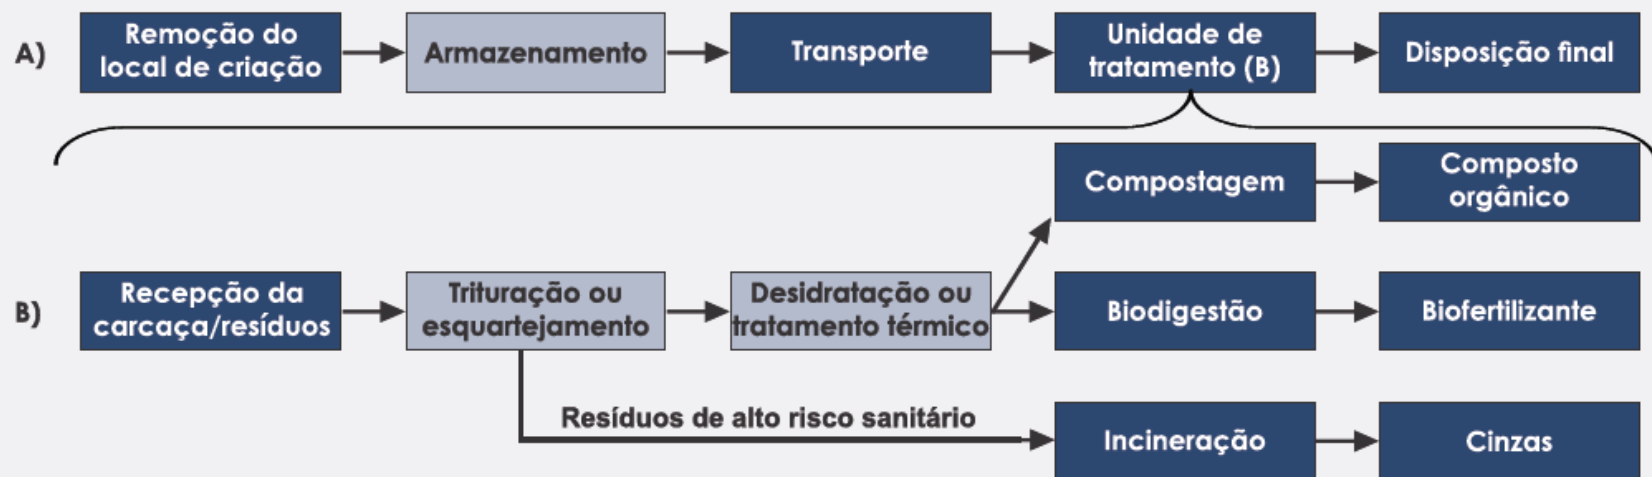 A)
Remoção do
local de criação
Armazenamento
Transporte
Unidade de
tratamento (B)
Disposição final
Compostagem
Composto
orgânico
B)
Recepção da
carcaça/resíduos
Trituração ou
esquartejamento
Desidratação ou
tratamento térmico
Biodigestão
Biofertilizante
Resíduos de alto risco sanitário
Incineração
Cinzas